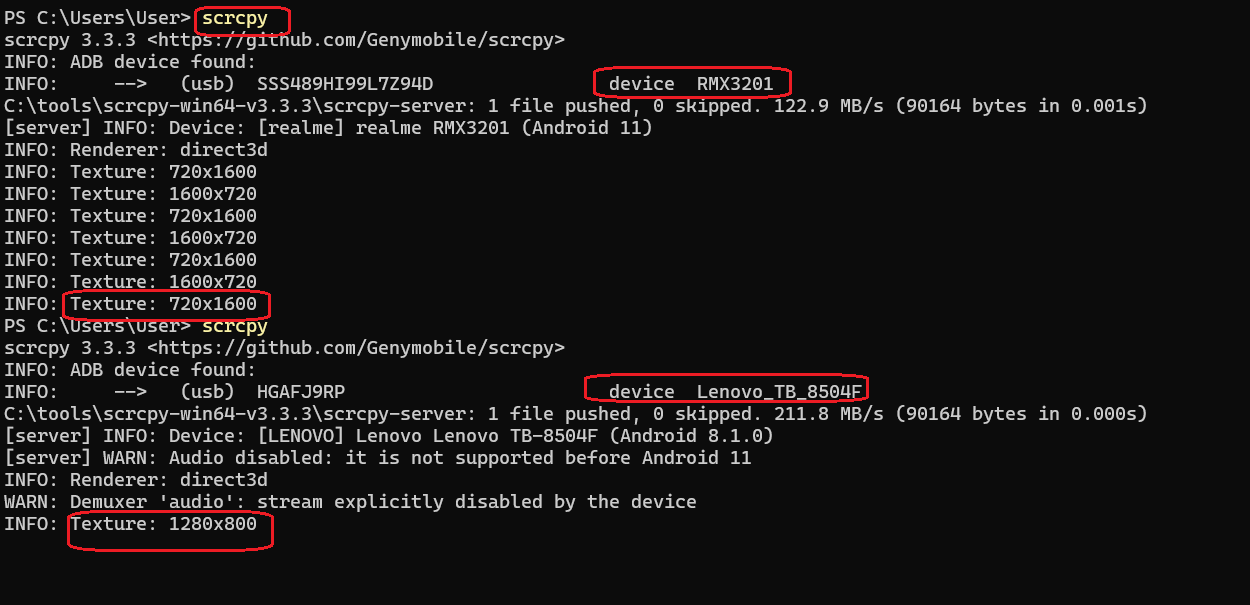 PS C:\Users\User> scrcpy
scrcpy 3.3.3 <https://github.com/Genymobile/scrcpy>
INFO: ADB device found:
INFO:     -->   (usb)  SSS489HI99L7Z94D                device  RMX3201
C:\tools\scrcpy-win64-v3.3.3\scrcpy-server: 1 file pushed, 0 skipped. 122.9 MB/s (90164 bytes in 0.001s)
[server] INFO: Device: [realme] realme RMX3201 (Android 11)
INFO: Renderer: direct3d
INFO: Texture: 720x1600
INFO: Texture: 1600x720
INFO: Texture: 720x1600
INFO: Texture: 1600x720
INFO: Texture: 720x1600
INFO: Texture: 1600x720
INFO: Texture: 720x1600
PS C:\Users\User> scrcpy
scrcpy 3.3.3 <https://github.com/Genymobile/scrcpy>
INFO: ADB device found:
INFO:     -->   (usb)  HGAFJ9RP                        device  Lenovo_TB_8504F
C:\tools\scrcpy-win64-v3.3.3\scrcpy-server: 1 file pushed, 0 skipped. 211.8 MB/s (90164 bytes in 0.000s)
[server] INFO: Device: [LENOVO] Lenovo Lenovo TB-8504F (Android 8.1.0)
[server] WARN: Audio disabled: it is not supported before Android 11
INFO: Renderer: direct3d
WARN: Demuxer 'audio': stream explicitly disabled by the device
INFO: Texture: 1280x800